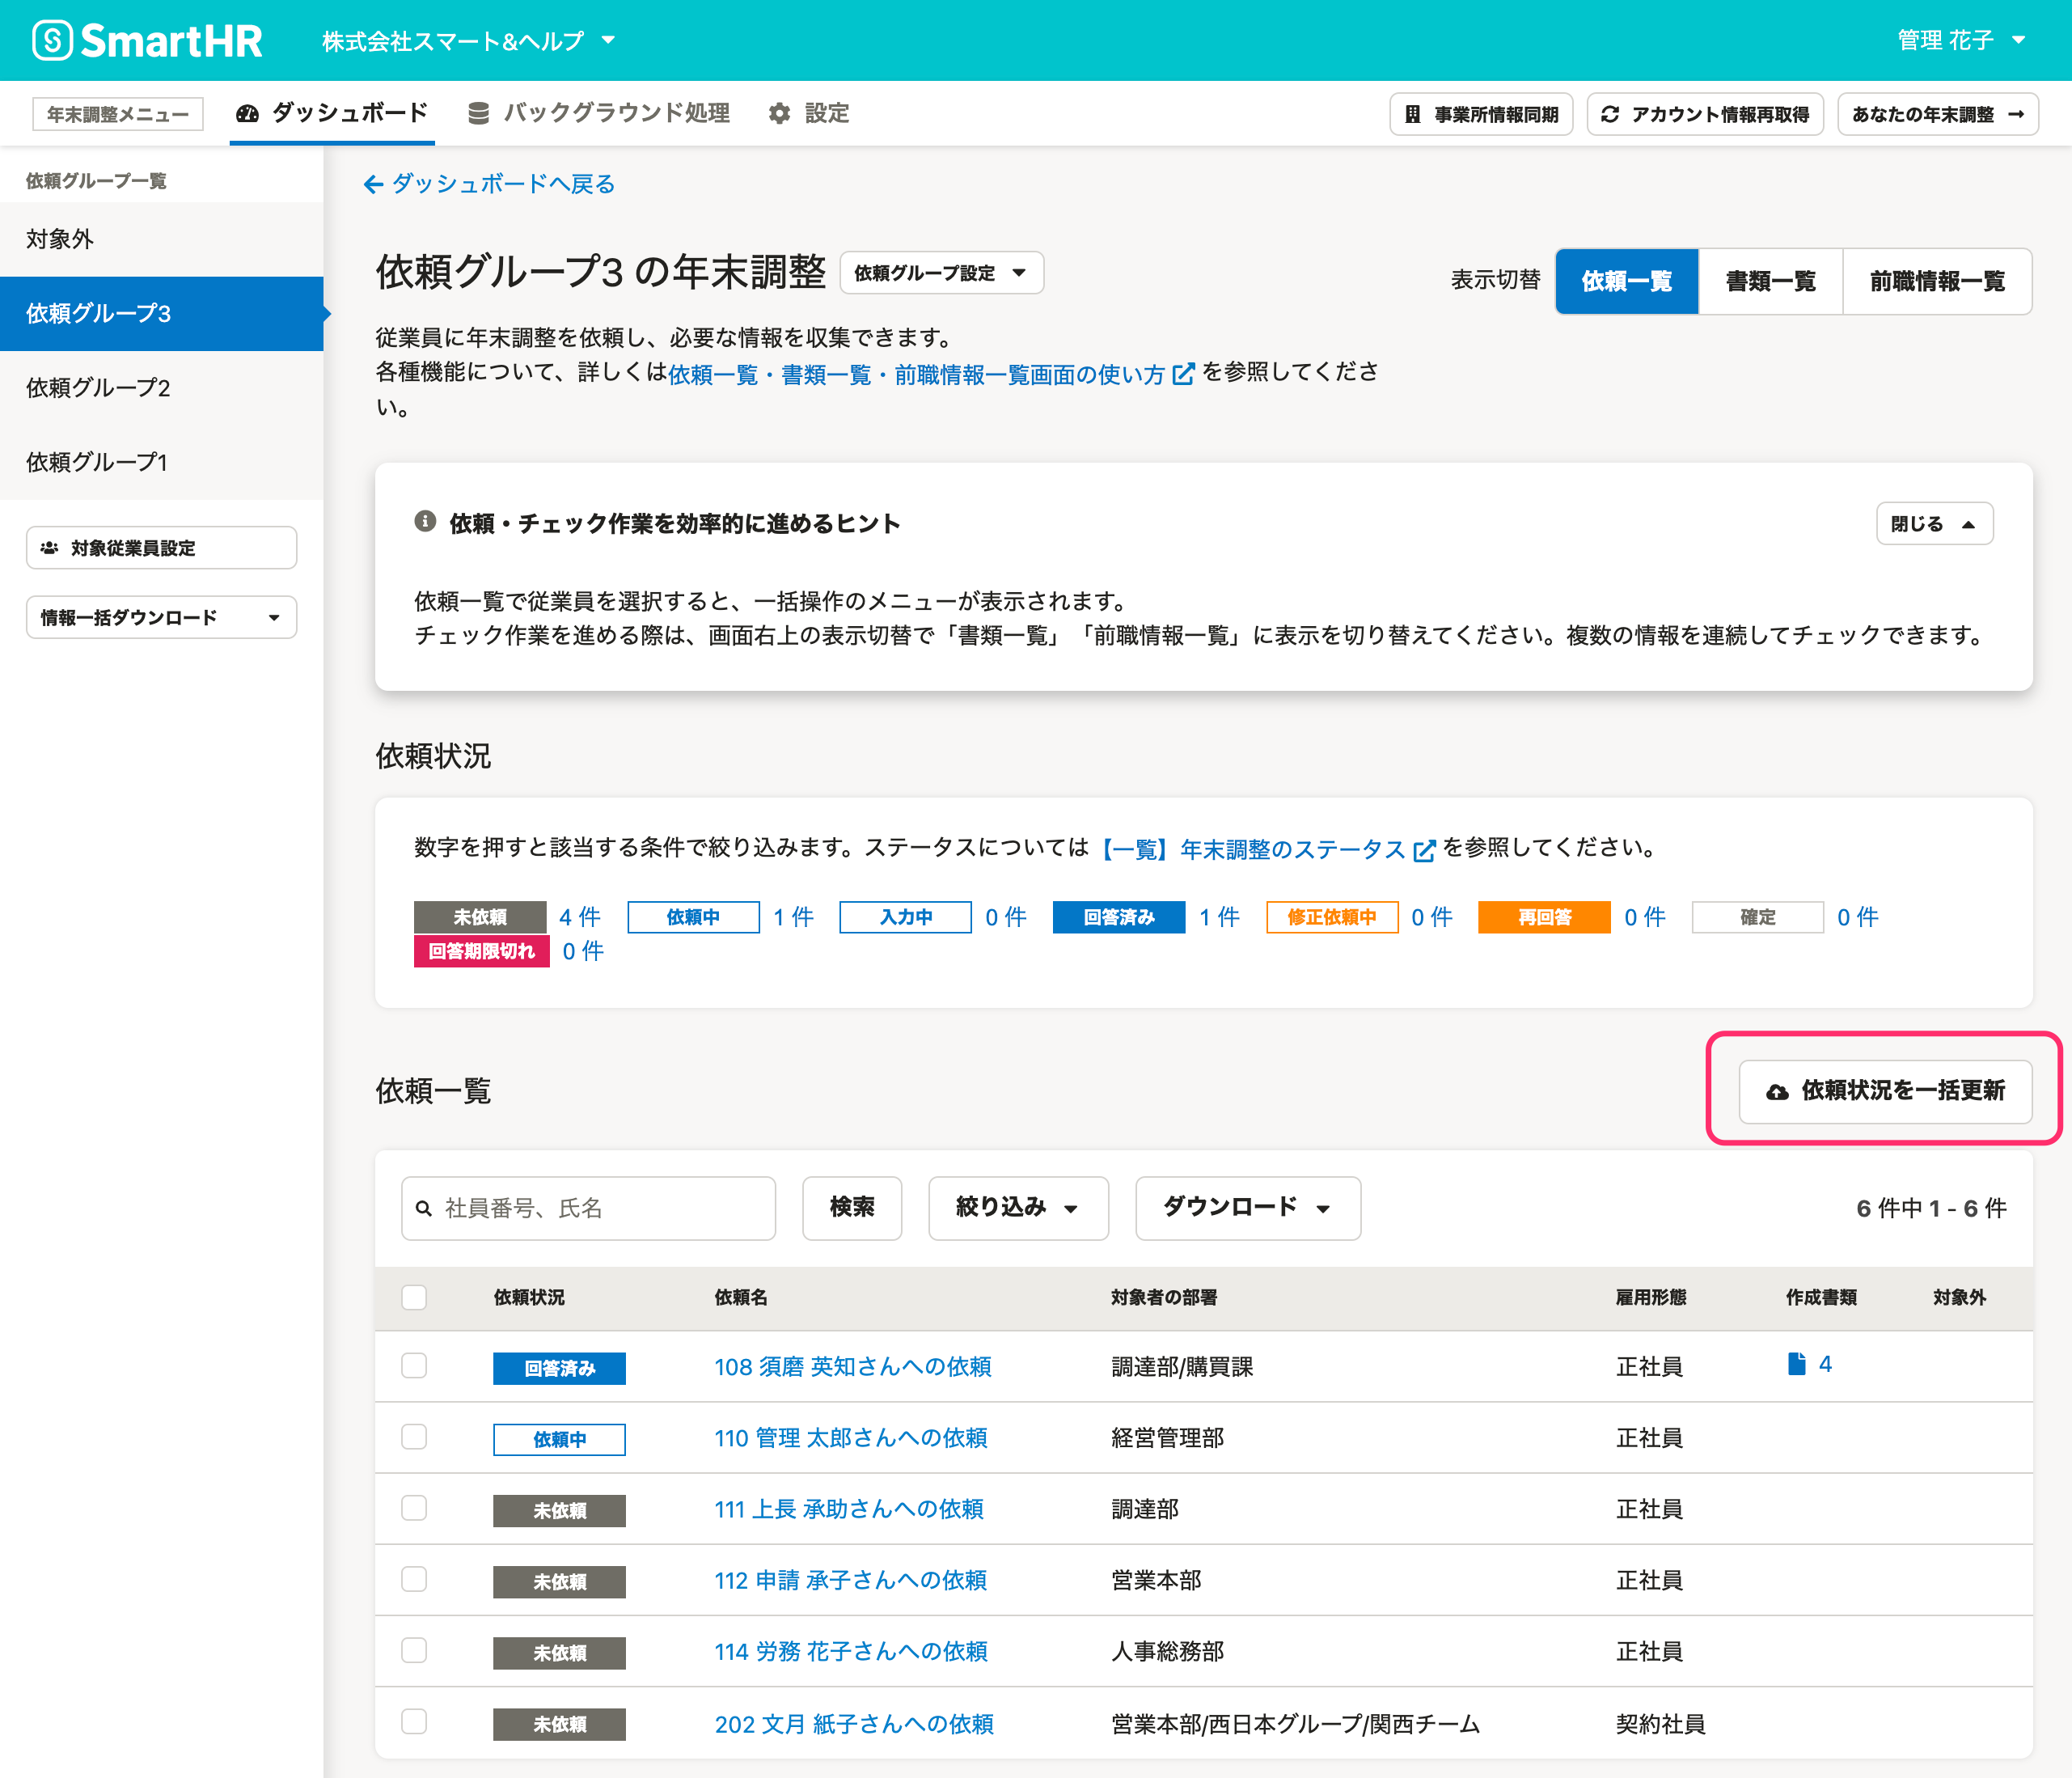 SmartHR 株式会社スマート&ヘルプ 管理 花子
年末調整メニュー ダッシュボード バックグラウンド処理 設定 事業所情報同期 アカウント情報再取得 あなたの年末調整 →
依頼グループ一覧
対象外
依頼グループ3
依頼グループ2
依頼グループ1
対象従業員設定
情報一括ダウンロード
← ダッシュボードへ戻る
依頼グループ3 の年末調整 依頼グループ設定
表示切替 依頼一覧 書類一覧 前職情報一覧
従業員に年末調整を依頼し、必要な情報を収集できます。
各種機能について、詳しくは依頼一覧・書類一覧・前職情報一覧画面の使い方 を参照してくださ
い。
依頼・チェック作業を効率的に進めるヒント 閉じる
依頼一覧で従業員を選択すると、一括操作のメニューが表示されます。
チェック作業を進める際は、画面右上の表示切替で「書類一覧」「前職情報一覧」に表示を切り替えてください。複数の情報を連続してチェックできます。
依頼状況
数字を押すと該当する条件で絞り込みます。ステータスについては【一覧】年末調整のステータス を参照してください。
未依頼 4 件 依頼中 1 件 入力中 0 件 回答済み 1 件 修正依頼中 0 件 再回答 0 件 確定 0 件
回答期限切れ 0 件
依頼一覧 依頼状況を一括更新
社員番号、氏名 検索 絞り込み ダウンロード 6 件中 1 - 6 件
依頼状況 依頼名 対象者の部署 雇用形態 作成書類 対象外
回答済み 108 須磨 英知さんへの依頼 調達部/購買課 正社員 4
依頼中 110 管理 太郎さんへの依頼 経営管理部 正社員
未依頼 111 上長 承助さんへの依頼 調達部 正社員
未依頼 112 申請 承子さんへの依頼 営業本部 正社員
未依頼 114 労務 花子さんへの依頼 人事総務部 正社員
未依頼 202 文月 紙子さんへの依頼 営業本部/西日本グループ/関西チーム 契約社員